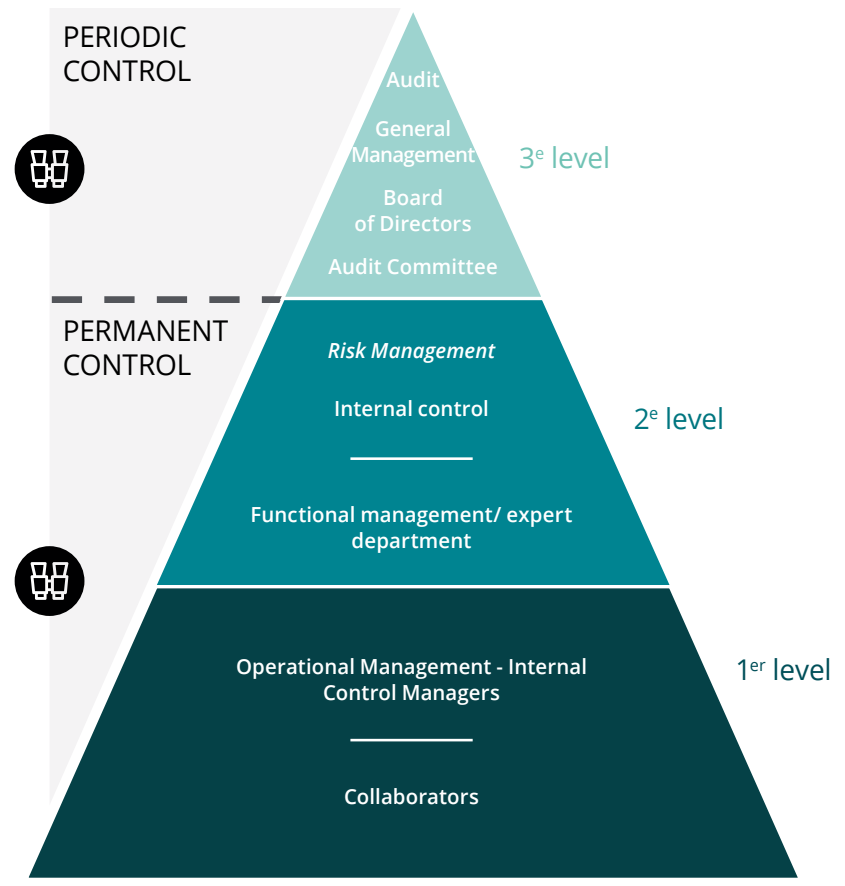 PERIODIC
CONTROL
Audit
General
Management
Board
of Directors
Audit Committee
3e level
PERMANENT
CONTROL
Risk Management
Internal control
Functional management/ expert
department
2e level
Operational Management - Internal
Control Managers
Collaborators
1er level